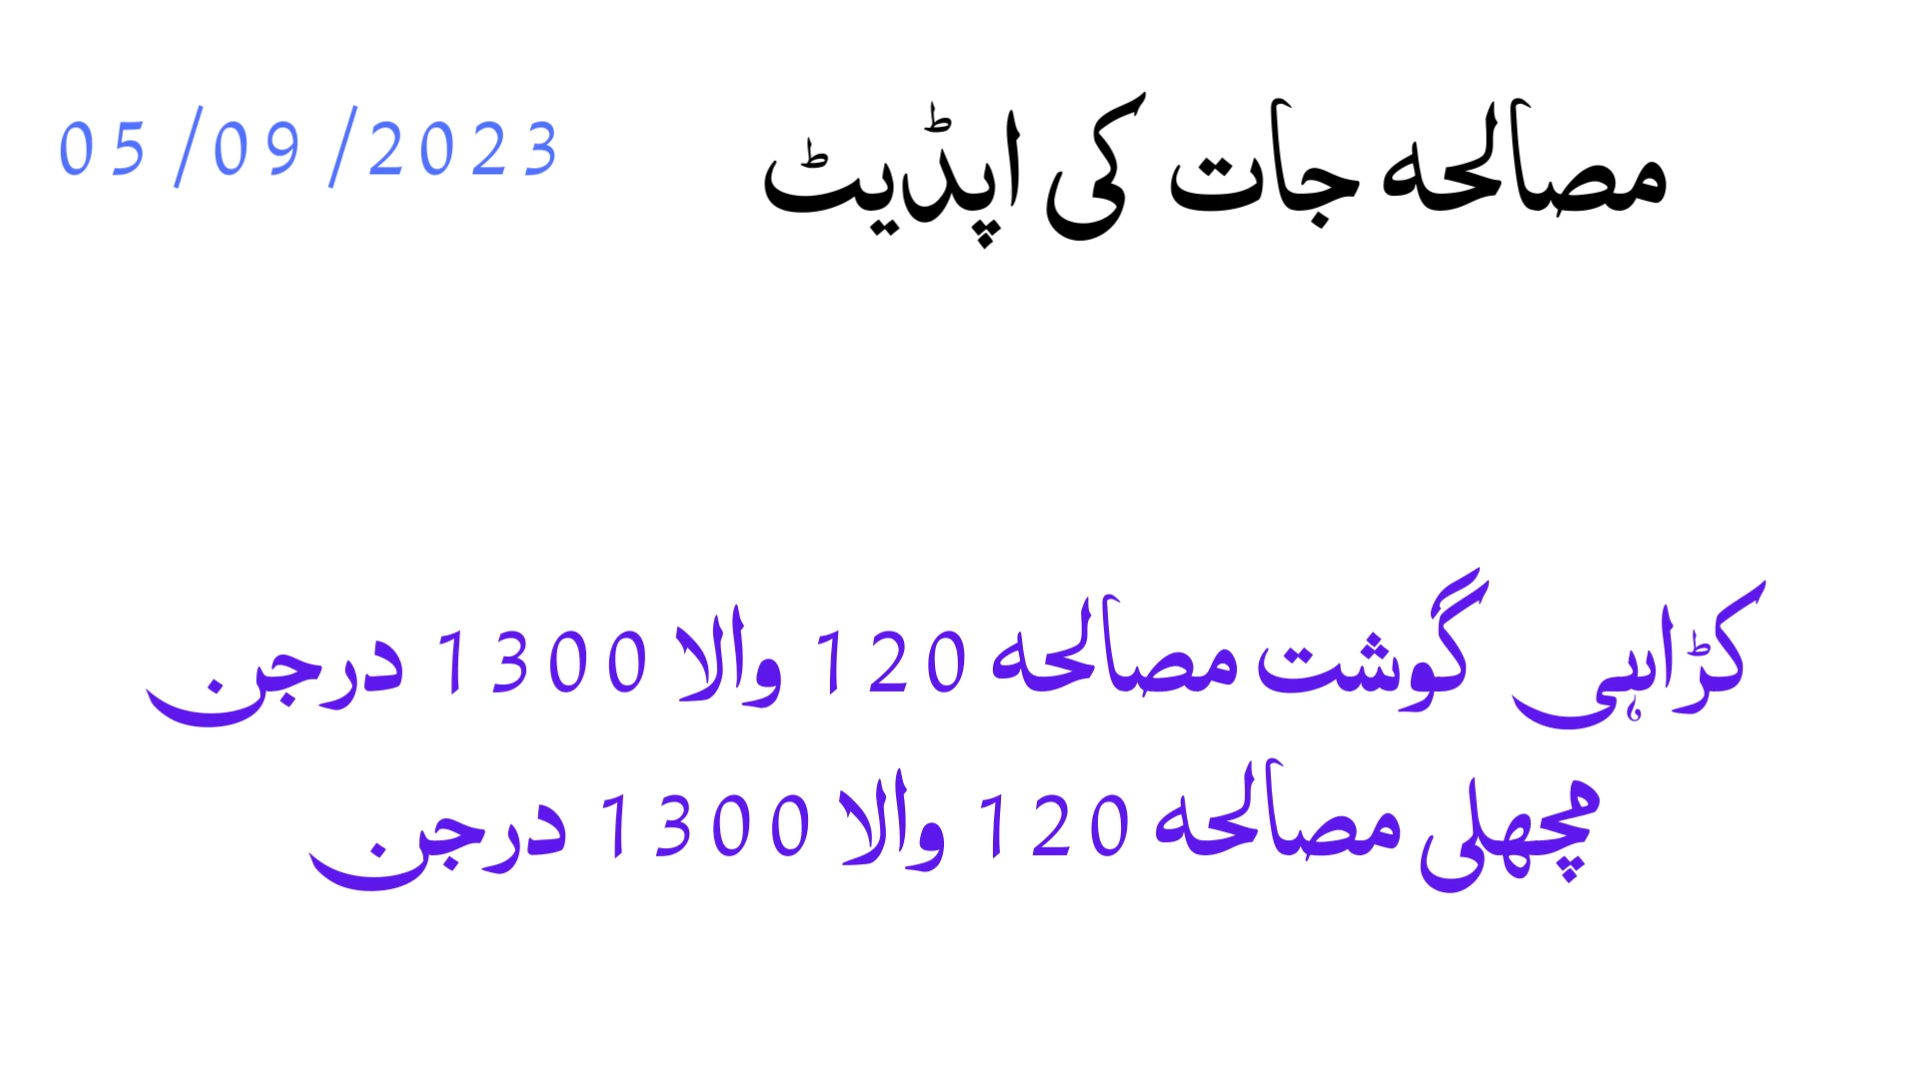 مصالحہ جات کی اپڈیٹ
05/09/2023
کڑاہی گوشت مصالحہ 120 والا 1300 درجن
مچھلی مصالحہ 120 والا 1300 درجن